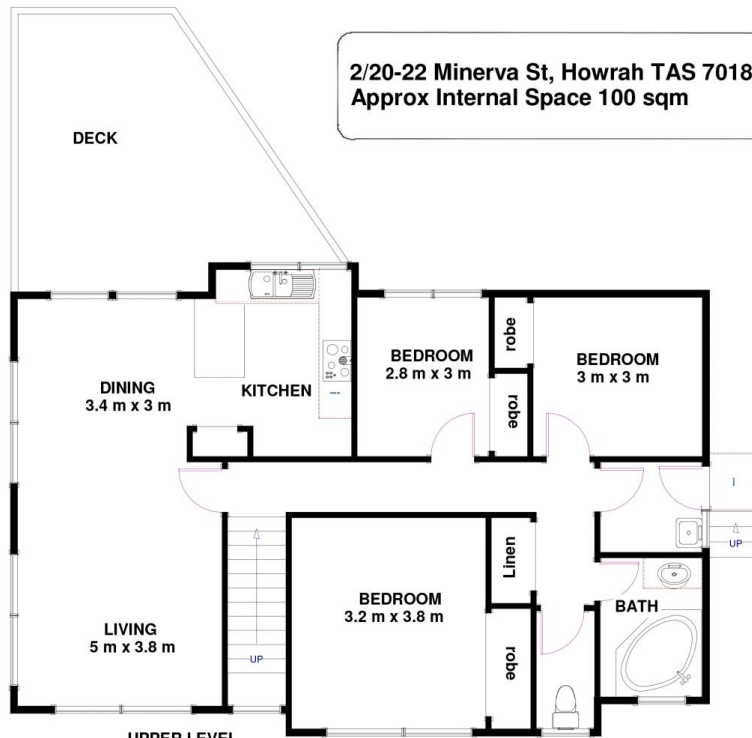 2/20-22 Minerva St, Howrah TAS 7018
Approx Internal Space 100 sqm
DECK
BEDROOM
2.8 m x 3 m
robe
robe
BEDROOM
3 m x 3 m
DINING
3.4 m x 3 m
KITCHEN
UP
BEDROOM
3.2 m x 3.8 m
Linen
robe
BATH
LIVING
5 m x 3.8 m
UP
UPPER LEVEL